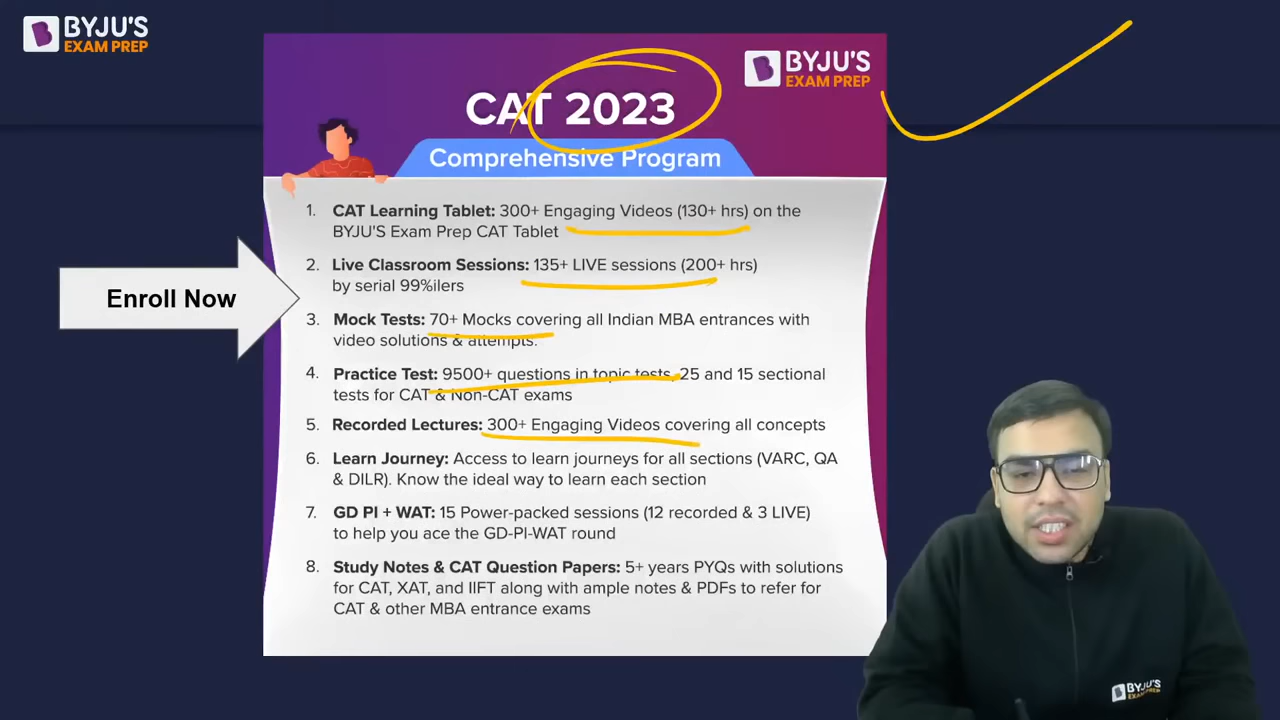 BYJU'S
EXAM PREP
BYJU'S
EXAM PREP
CAT 2023
Comprehensive Program
1. CAT Learning Tablet: 300+ Engaging Videos (130+ hrs) on the
BYJU'S Exam Prep CAT Tablet
2. Live Classroom Sessions: 135+ LIVE sessions (200+ hrs)
by serial 99%ilers
3. Mock Tests: 70+ Mocks covering all Indian MBA entrances with
video solutions & attempts.
4. Practice Test: 9500+ questions in topic tests, 25 and 15 sectional
tests for CAT & Non-CAT exams
5. Recorded Lectures: 300+ Engaging Videos covering all concepts
6. Learn Journey: Access to learn journeys for all sections (VARC, QA
& DILR). Know the ideal way to learn each section
7. GD PI + WAT: 15 Power-packed sessions (12 recorded & 3 LIVE)
to help you ace the GD-PI-WAT round
8. Study Notes & CAT Question Papers: 5+ years PYQs with solutions
for CAT, XAT, and IIFT along with ample notes & PDFs to refer for
CAT & other MBA entrance exams
Enroll Now
BYJU'S
EXAM PREP